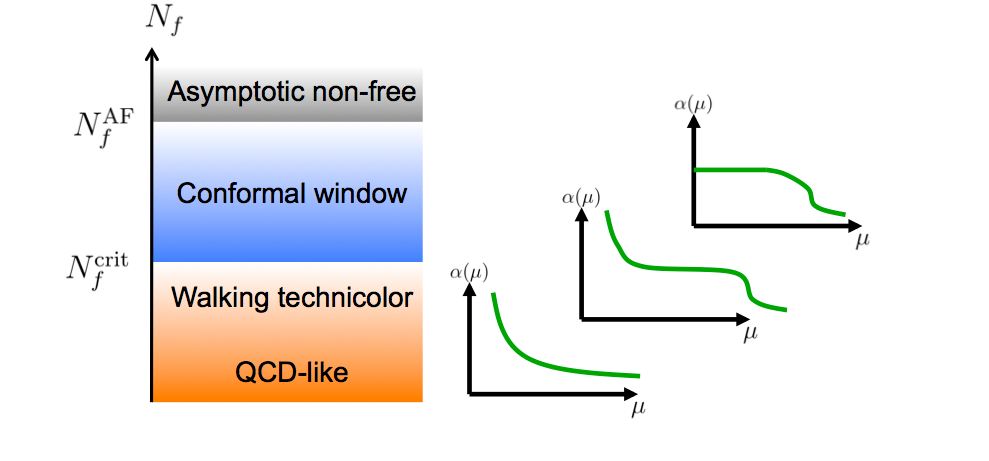 N_f
Asymptotic non-free
N_f^AF
Conformal window
N_f^crit
Walking technicolor
QCD-like
α(μ)
μ
α(μ)
μ
α(μ)
μ